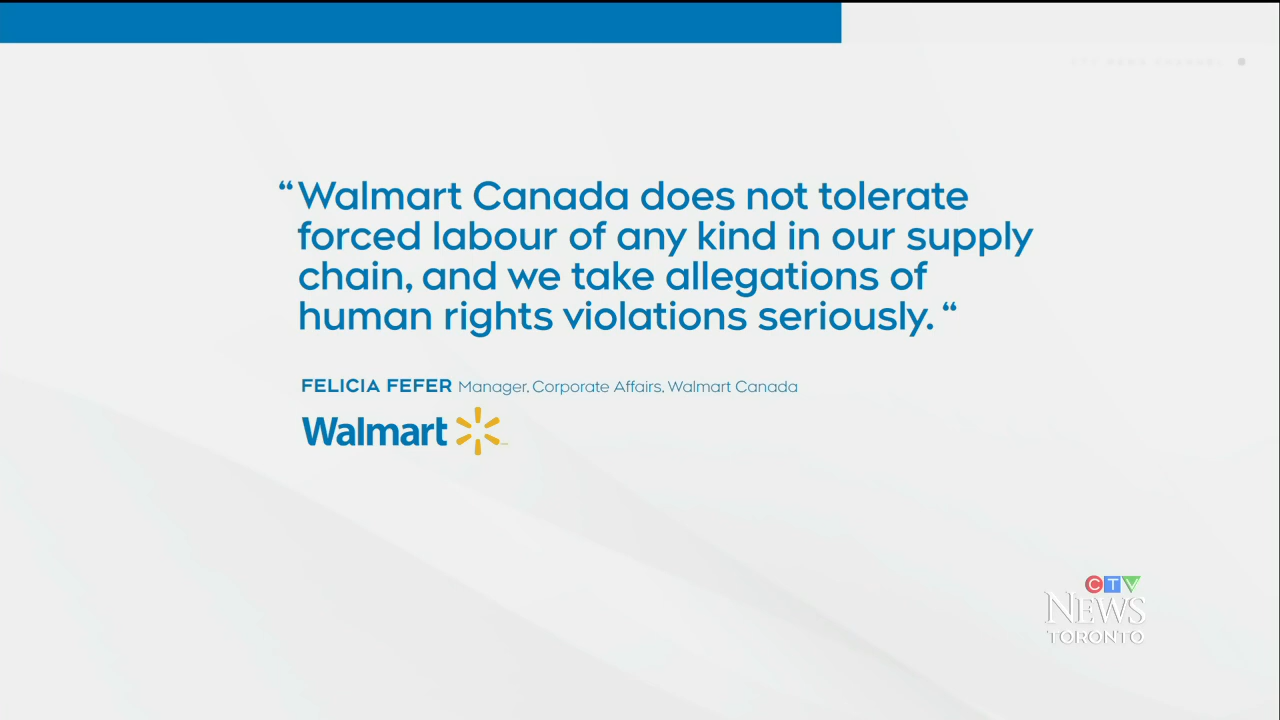 “Walmart Canada does not tolerate
forced labour of any kind in our supply
chain, and we take allegations of
human rights violations seriously. “
FELICIA FEFER Manager, Corporate Affairs, Walmart Canada
Walmart
CTV
NEWS
TORONTO